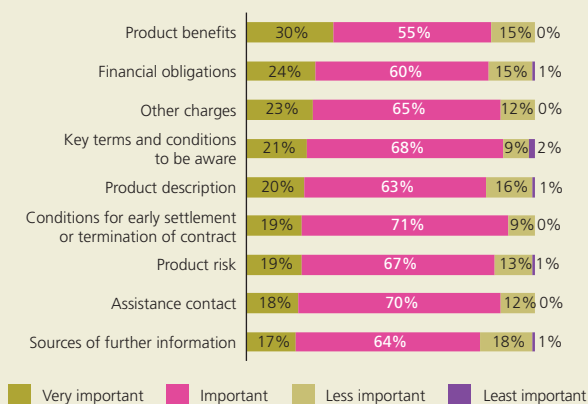 Product benefits 30% 55% 15% 0%
Financial obligations 24% 60% 15% 1%
Other charges 23% 65% 12% 0%
Key terms and conditions
to be aware 21% 68% 9% 2%
Product description 20% 63% 16% 1%
Conditions for early settlement
or termination of contract 19% 71% 9% 0%
Product risk 19% 67% 13% 1%
Assistance contact 18% 70% 12% 0%
Sources of further information 17% 64% 18% 1%
Very important Important Less important Least important